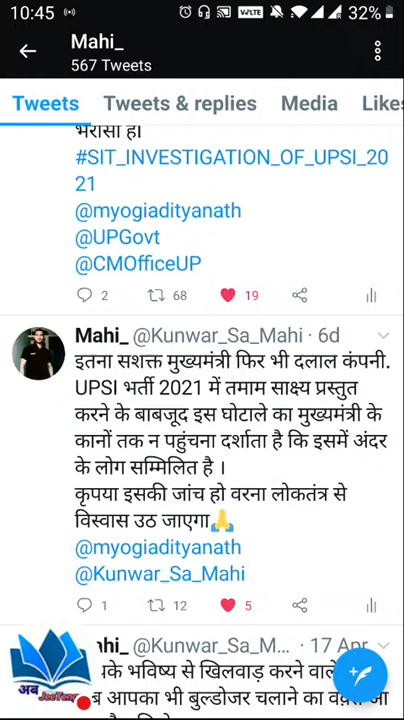 10:45
VoLTE
32%
Mahi_
567 Tweets
Tweets
Tweets & replies
Media
Likes
भरोसा है।
#SIT_INVESTIGATION_OF_UPSI_20
21
@myogiadityanath
@UPGovt
@CMOfficeUP
2
68
19
Mahi_ @Kunwar_Sa_Mahi · 6d
इतना सशक्त मुख्यमंत्री फिर भी दलाल कंपनी.
UPSI भर्ती 2021 में तमाम साक्ष्य प्रस्तुत
करने के बाबजूद इस घोटाले का मुख्यमंत्री के
कानों तक न पहुंचना दर्शाता है कि इसमें अंदर
के लोग सम्मिलित है ।
कृपया इसकी जांच हो वरना लोकतंत्र से
विस्वास उठ जाएगा🙏
@myogiadityanath
@Kunwar_Sa_Mahi
1
12
5
@Kunwar_Sa_M... · 17 Apr
के भविष्य से खिलवाड़ करने वाले
आपका भी बुल्डोजर चलाने का
अब